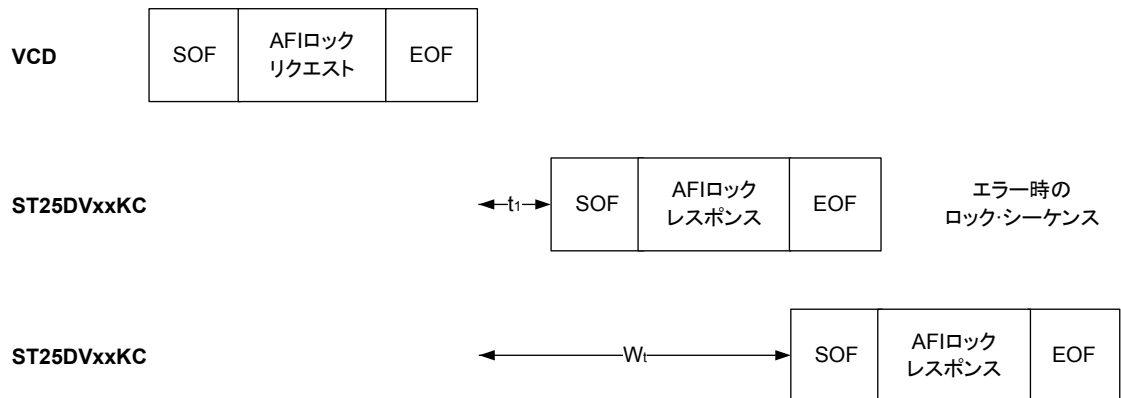 VCD
SOF
AFIロック
リクエスト
EOF
ST25DVxxKC
t1
SOF
AFIロック
レスポンス
EOF
エラー時の
ロック・シーケンス
ST25DVxxKC
Wt
SOF
AFIロック
レスポンス
EOF